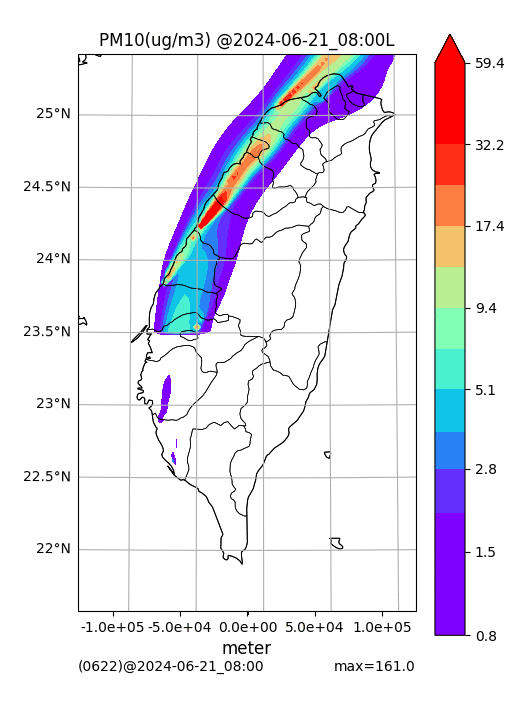 PM10(ug/m3) @2024-06-21_08:00L
59.4
25°N
32.2
24.5°N
17.4
24°N
9.4
23.5°N
5.1
23°N
2.8
22.5°N
1.5
22°N
0.8
-1.0e+05 -5.0e+04 0.0e+00 5.0e+04 1.0e+05
meter
(0622)@2024-06-21_08:00 max=161.0